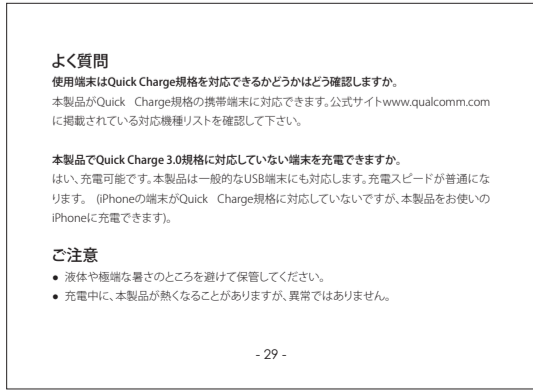 よく質問
使用端末はQuick Charge規格を対応できるかどうかはどう確認しますか。
本製品がQuick Charge規格の携帯端末に対応できます。公式サイトwww.qualcomm.com
に掲載されている対応機種リストを確認して下さい。
本製品でQuick Charge 3.0規格に対応していない端末を充電できますか。
はい、充電可能です。本製品は一般的なUSB端末にも対応します。充電スピードが普通にな
ります。 (iPhoneの端末がQuick Charge規格に対応していないですが、本製品をお使いの
iPhoneに充電できます)。
ご注意
● 液体や極端な暑さのところを避けて保管してください。
● 充電中に、本製品が熱くなることがありますが、異常ではありません。
- 29 -